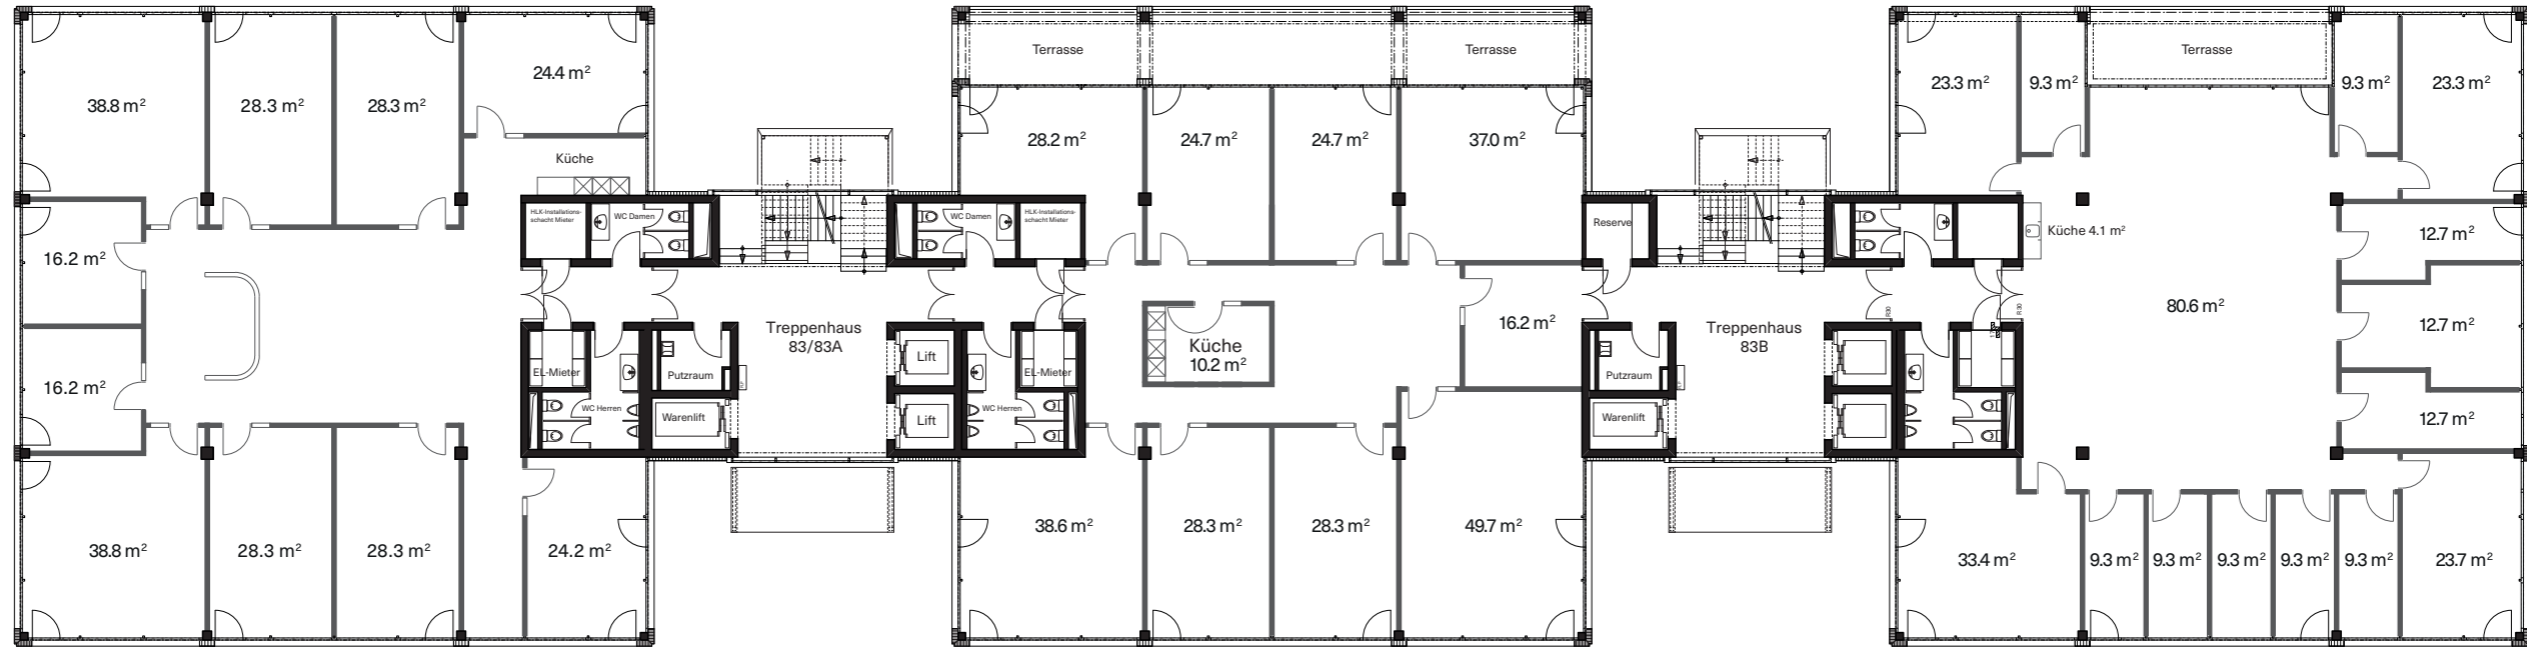 Terrasse
Terrasse
Terrasse
24.4 m²
38.8 m²
28.3 m²
28.3 m²
23.3 m²
9.3 m²
9.3 m²
23.3 m²
28.2 m²
24.7 m²
24.7 m²
37.0 m²
Küche
HLK-Installations-
schacht Mieter
WC Damen
WC Damen
HLK-Installations-
schacht Mieter
Reserve
Küche 4.1 m²
12.7 m²
16.2 m²
80.6 m²
R30
R30
Treppenhaus
83/83A
16.2 m²
Treppenhaus
83B
12.7 m²
Küche
10.2 m²
Lift
EL-Mieter
Putzraum
EL-Mieter
Putzraum
16.2 m²
WC Herren
Warenlift
Lift
WC Herren
Warenlift
12.7 m²
38.8 m²
28.3 m²
28.3 m²
24.2 m²
38.6 m²
28.3 m²
28.3 m²
49.7 m²
33.4 m²
9.3 m²
9.3 m²
9.3 m²
9.3 m²
9.3 m²
23.7 m²